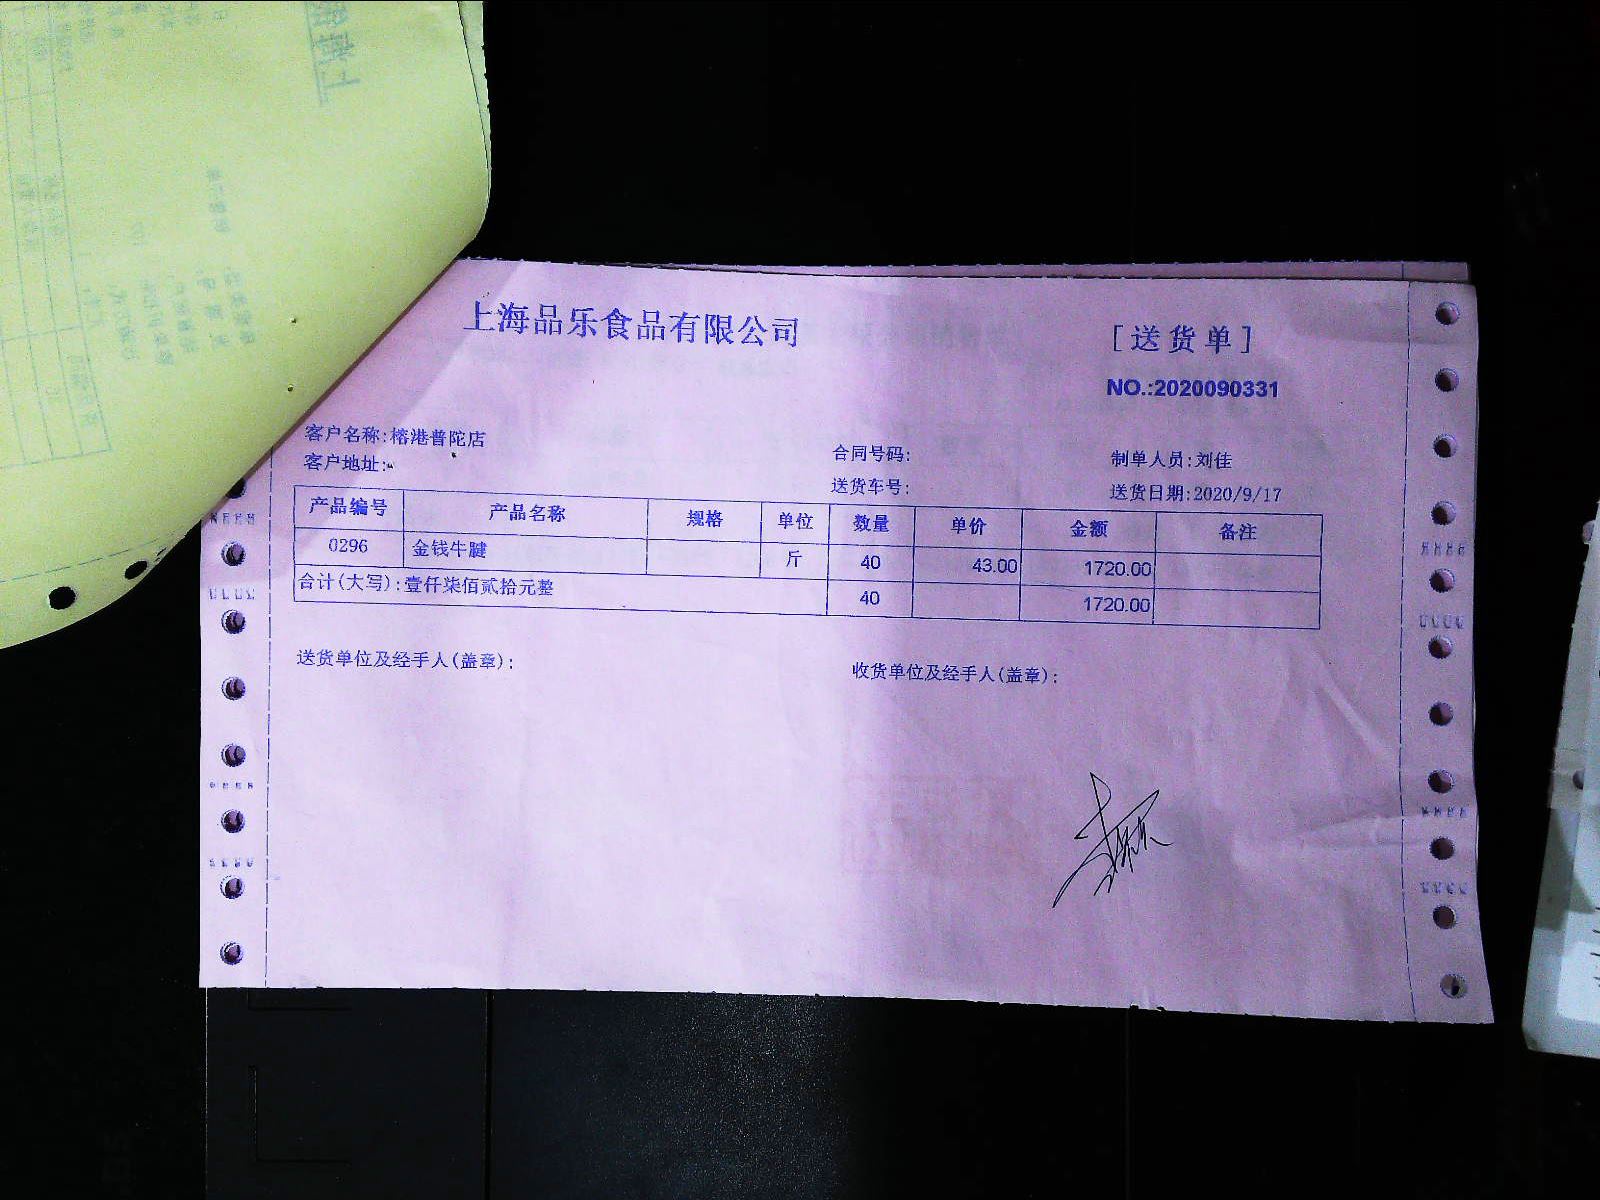 上海品乐食品有限公司
[送货单]
NO.:2020090331
客户名称:榕港普陀店
客户地址:
合同号码:
制单人员:刘佳
送货车号:
送货日期:2020/9/17
产品编号 产品名称 规格 单位 数量 单价 金额 备注
0296 金钱牛腱 斤 40 43.00 1720.00
合计(大写):壹仟柒佰贰拾元整 40 1720.00
送货单位及经手人(盖章):
收货单位及经手人(盖章):